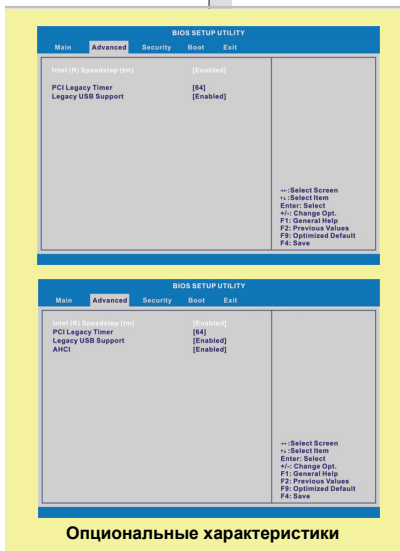 BIOS SETUP UTILITY
Main Advanced Security Boot Exit
Intel (R) Speedstep (tm) [Enabled]
PCI Legacy Timer [64]
Legacy USB Support [Enabled]
↔:Select Screen
↑↓:Select Item
Enter: Select
+/-: Change Opt.
F1: General Help
F2: Previous Values
F9: Optimized Default
F4: Save
BIOS SETUP UTILITY
Main Advanced Security Boot Exit
Intel (R) Speedstep (tm) [Enabled]
PCI Legacy Timer [64]
Legacy USB Support [Enabled]
AHCI [Enabled]
↔:Select Screen
↑↓:Select Item
Enter: Select
+/-: Change Opt.
F1: General Help
F2: Previous Values
F9: Optimized Default
F4: Save
Опциональные характеристики